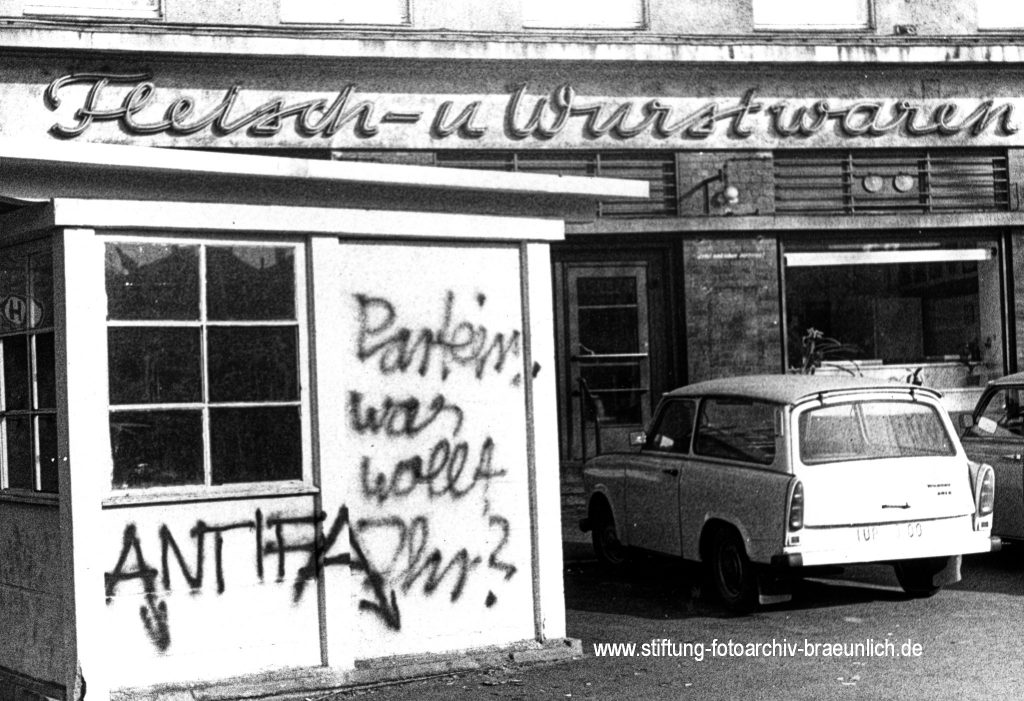 Fleisch- u Wurstwaren
H
Partein,
was
wollt
Ihr?
ANTIFA
www.stiftung-fotoarchiv-braeunlich.de